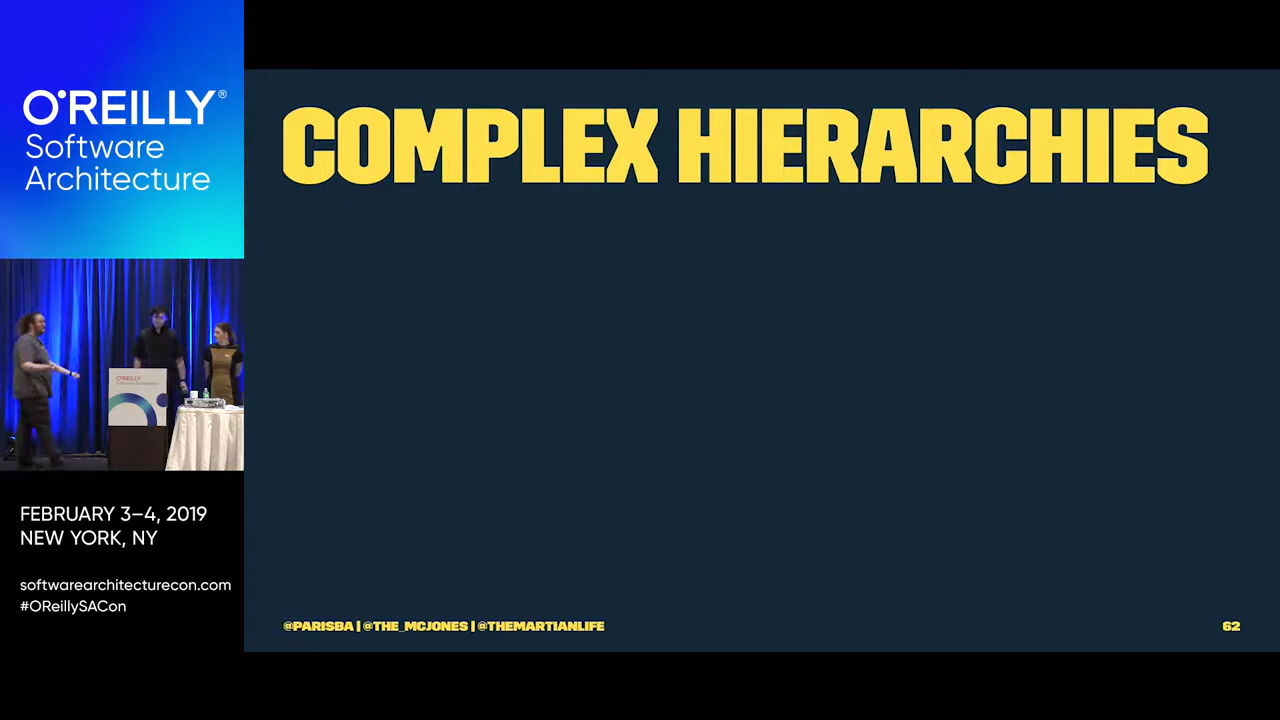 O'REILLY®
Software
Architecture
COMPLEX HIERARCHIES
O'REILLY
FEBRUARY 3–4, 2019
NEW YORK, NY
softwarearchitecturecon.com
#OReillySACon
@PARISBA | @THE_MCJONES | @THEMARTIANLIFE
62